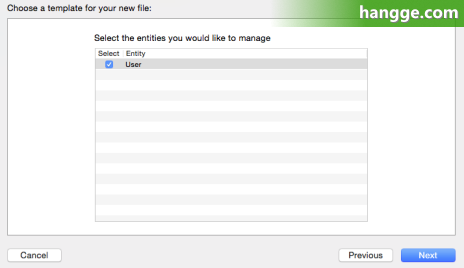 Choose a template for your new file:
hangge.com
Select the entities you would like to manage
Select Entity
User
Cancel Previous Next